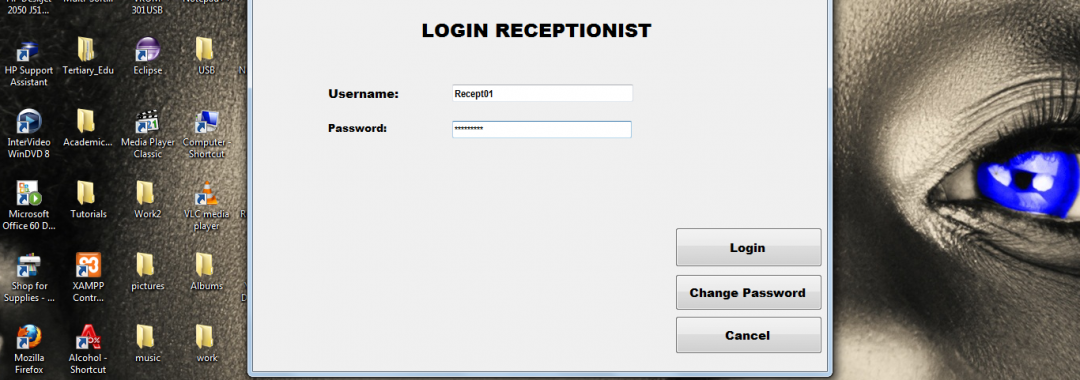 HP Deskjet
2050 J51...
Multi-Soft...
VRUM
301USB
Notepad
LOGIN RECEPTIONIST
HP Support
Assistant
Tertiary_Edu
Eclipse
USB
Username:
Recept01
Password:
*********
InterVideo
WinDVD 8
Academic...
Media Player
Classic
Computer -
Shortcut
Microsoft
Office 60 D...
Tutorials
Work2
VLC media
player
Login
Shop for
Supplies - ...
XAMPP
Contr...
pictures
Albums
Change Password
Mozilla
Firefox
Alcohol -
Shortcut
music
work
Cancel